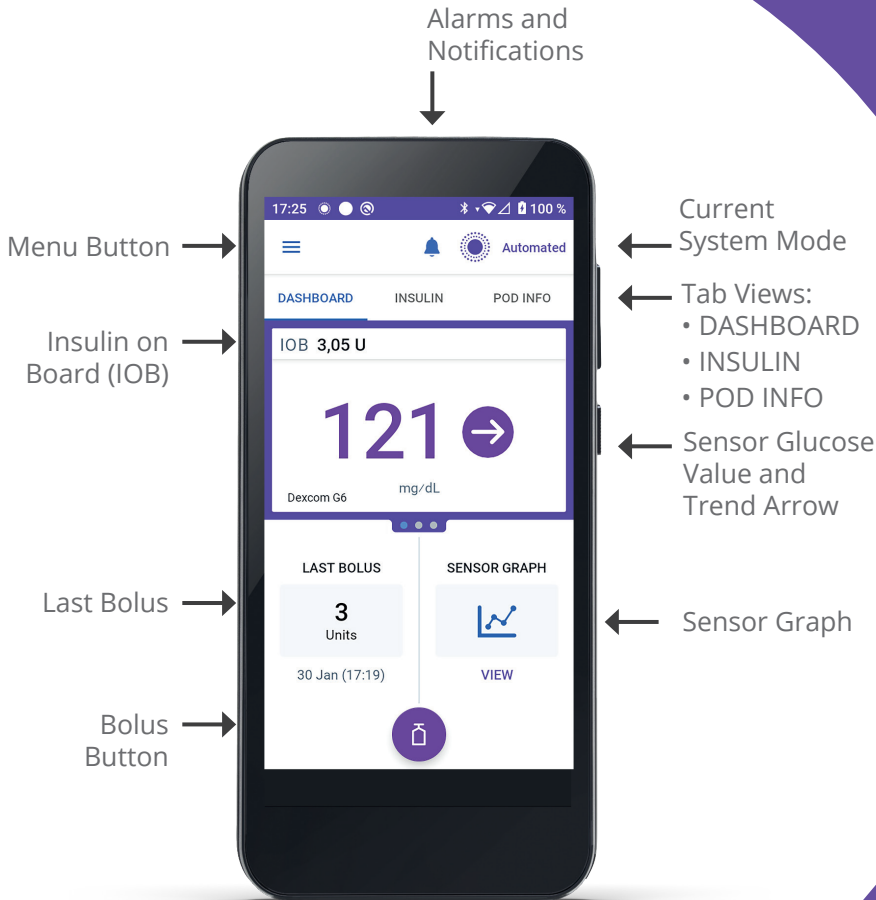 Alarms and
Notifications
17:25 100 %
Menu Button
Automated
Current
System Mode
DASHBOARD INSULIN POD INFO
Tab Views:
• DASHBOARD
• INSULIN
• POD INFO
Insulin on
Board (IOB)
IOB 3,05 U
121
mg/dL
Dexcom G6
Sensor Glucose
Value and
Trend Arrow
LAST BOLUS SENSOR GRAPH
Last Bolus
3
Units
Sensor Graph
30 Jan (17:19) VIEW
Bolus
Button